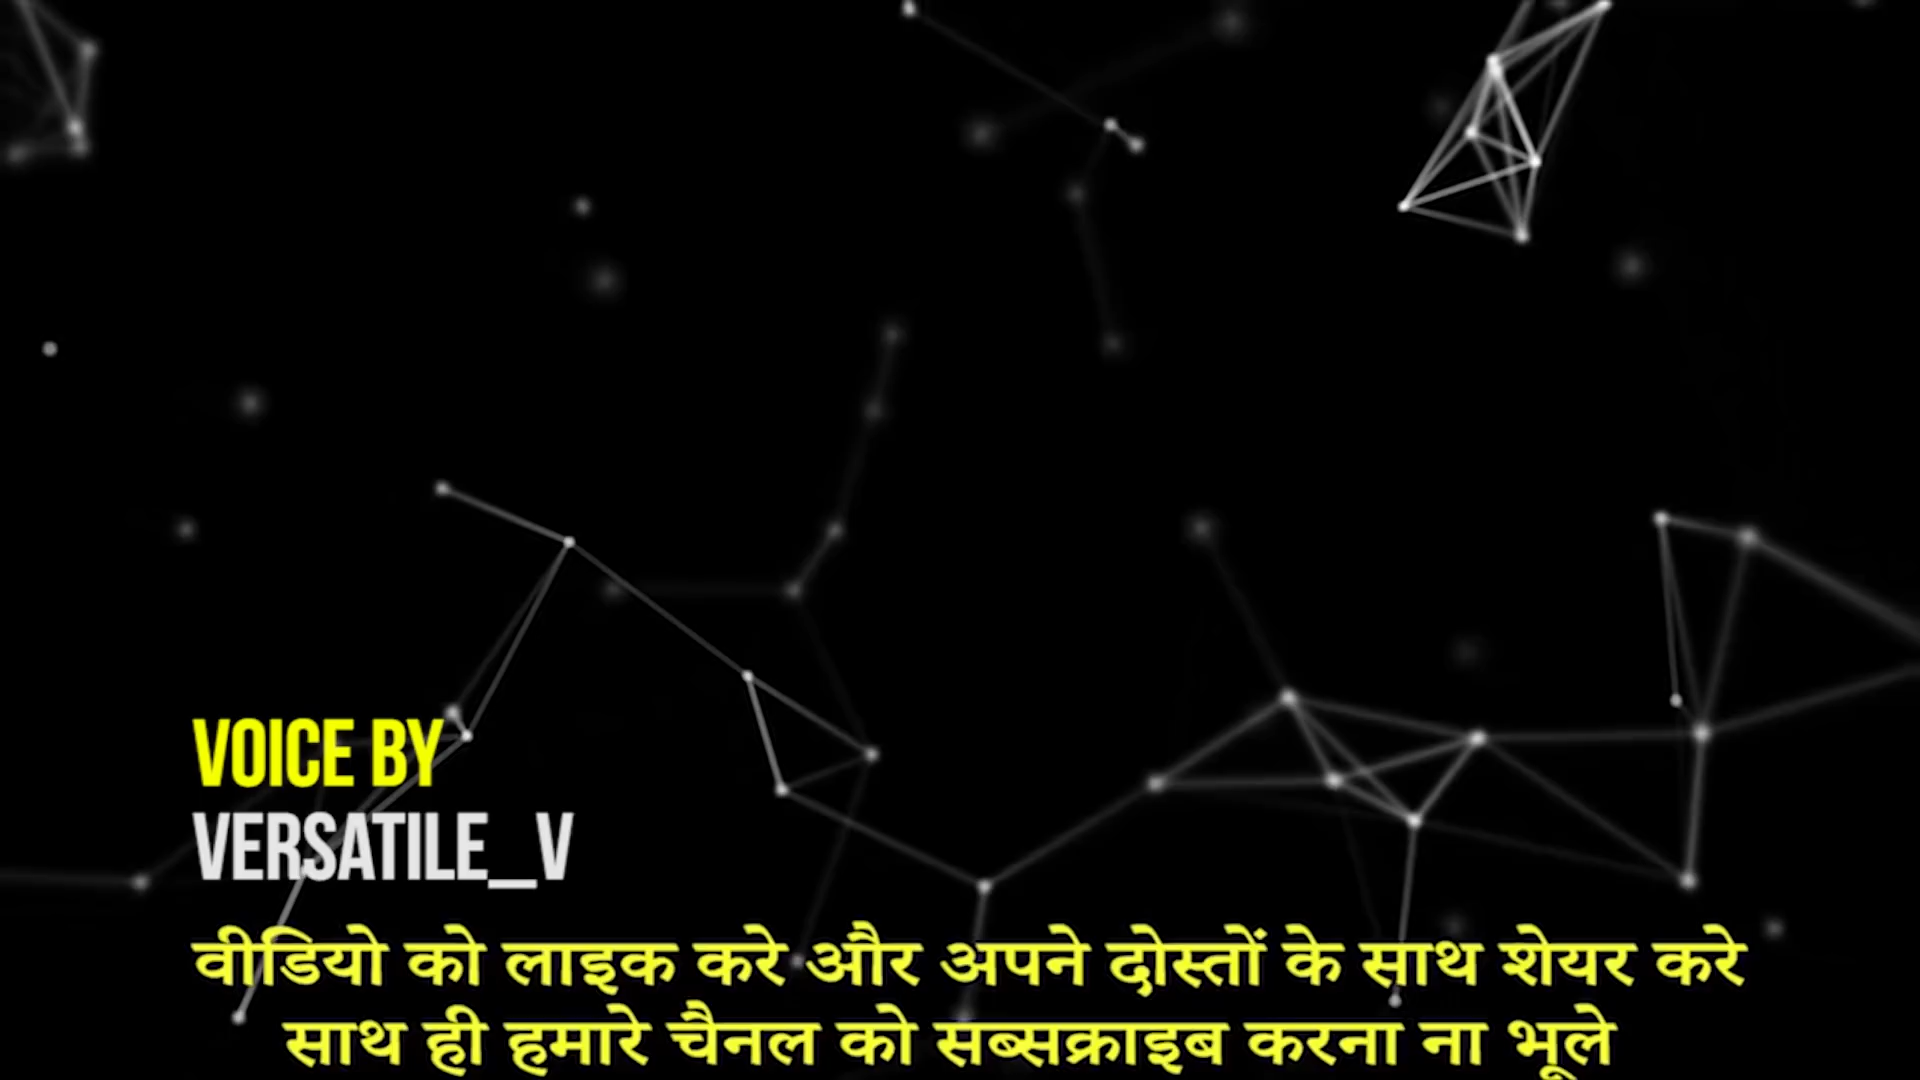 VOICE BY
VERSATILE_V
वीडियो को लाइक करे और अपने दोस्तों के साथ शेयर करे
साथ ही हमारे चैनल को सब्सक्राइब करना ना भूले